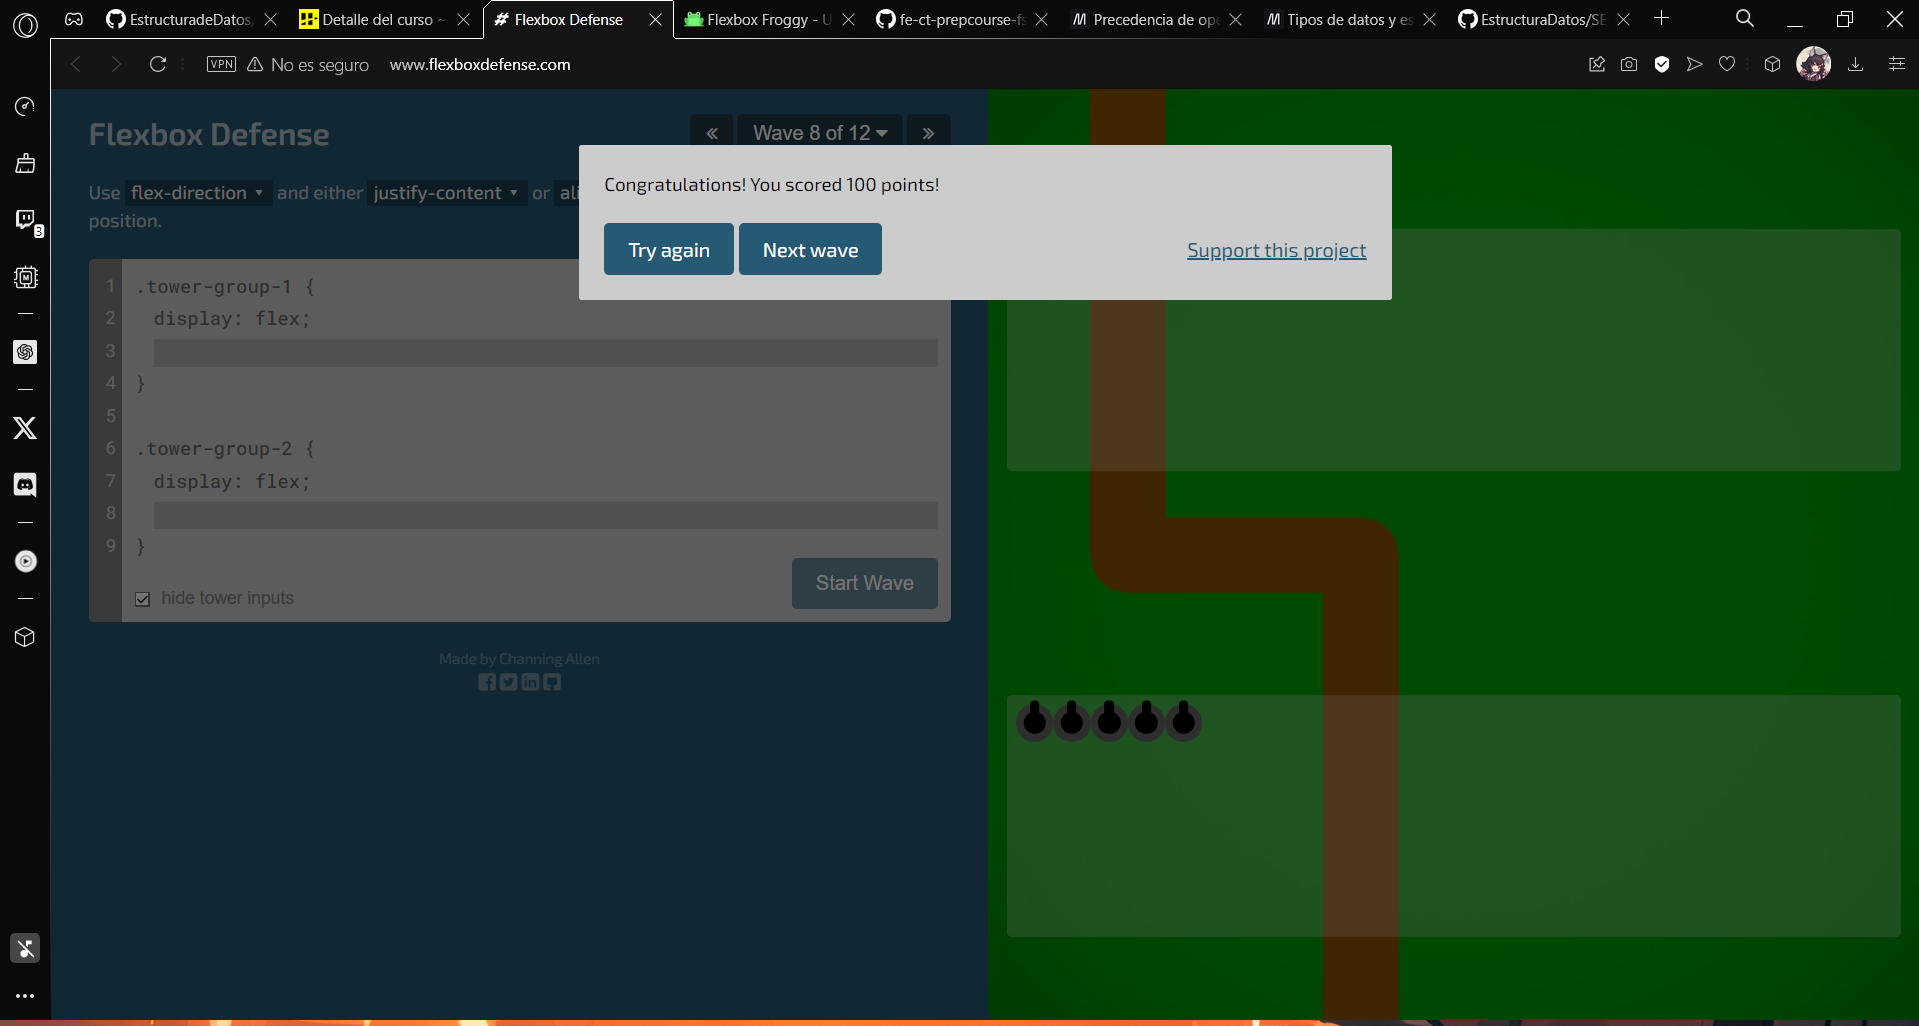 EstructuradeDatos/
Detalle del curso ~
Flexbox Defense
Flexbox Froggy - U
fe-ct-prepcourse-fs
Precedencia de ope
Tipos de datos y es
EstructuraDatos/SE
VPN
No es seguro
www.flexboxdefense.com
3
Flexbox Defense
« Wave 8 of 12 »
Use flex-direction and either justify-content or ali
position.
Congratulations! You scored 100 points!
Try again
Next wave
Support this project
1 .tower-group-1 {
2 display: flex;
3
4 }
5
6 .tower-group-2 {
7 display: flex;
8
9 }
hide tower inputs
Start Wave
Made by Channing Allen